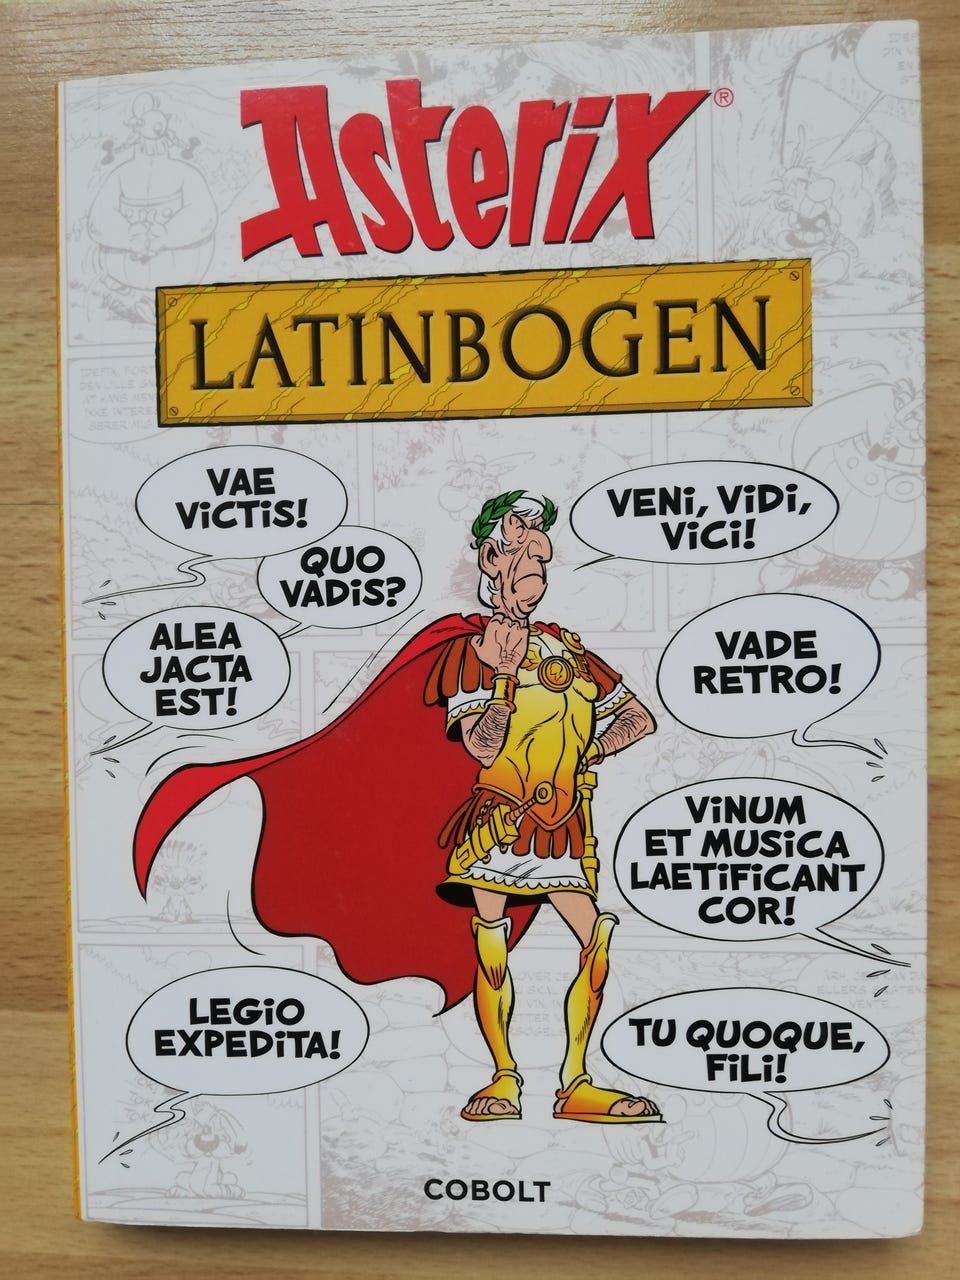 Asterix®
LATINBOGEN
VAE
ViCTiS!
QUO
VADiS?
ALEA
JACTA
EST!
VENi, ViDi,
ViCi!
VADE
RETRO!
ViNUM
ET MUSiCA
LAETiFiCANT
COR!
LEGiO
EXPEDiTA!
TU QUOQUE,
FiLi!
COBOLT